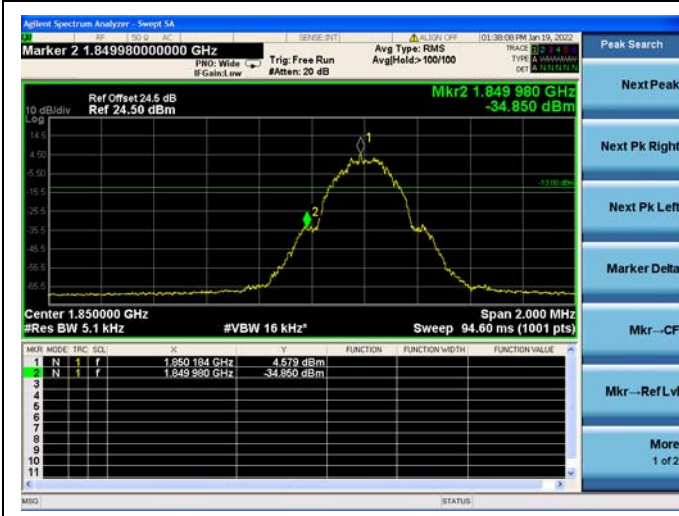 Agilent Spectrum Analyzer - Swept SA
RF 50 Ω AC SENSE:INT ALIGN OFF 01:38:08 PM Jan 19, 2022
Marker 2 1.849980000000 GHz
PNO: Wide
IFGain:Low
Trig: Free Run
#Atten: 20 dB
Avg Type: RMS
Avg|Hold:>100/100
TRACE 1 2 3 4 5 6
TYPE A WWWWW
DET A N N N N N
Peak Search
Next Peak
Next Pk Right
Next Pk Left
Marker Delta
Mkr→CF
Mkr→Ref Lvl
More
1 of 2
Ref Offset 24.5 dB
10 dB/div Ref 24.50 dBm
Log
Mkr2 1.849 980 GHz
-34.850 dBm
14.5
4.50
-5.50
-15.5
-25.5
-35.5
-45.5
-55.5
-65.5
1
2
-13.00 dBm
Center 1.850000 GHz Span 2.000 MHz
#Res BW 5.1 kHz #VBW 16 kHz* Sweep 94.60 ms (1001 pts)
MKR MODE TRC SCL X Y FUNCTION FUNCTION WIDTH FUNCTION VALUE
1 N 1 f 1.850 184 GHz 4.579 dBm
2 N 1 f 1.849 980 GHz -34.850 dBm
3
4
5
6
7
8
9
10
11
MSG STATUS